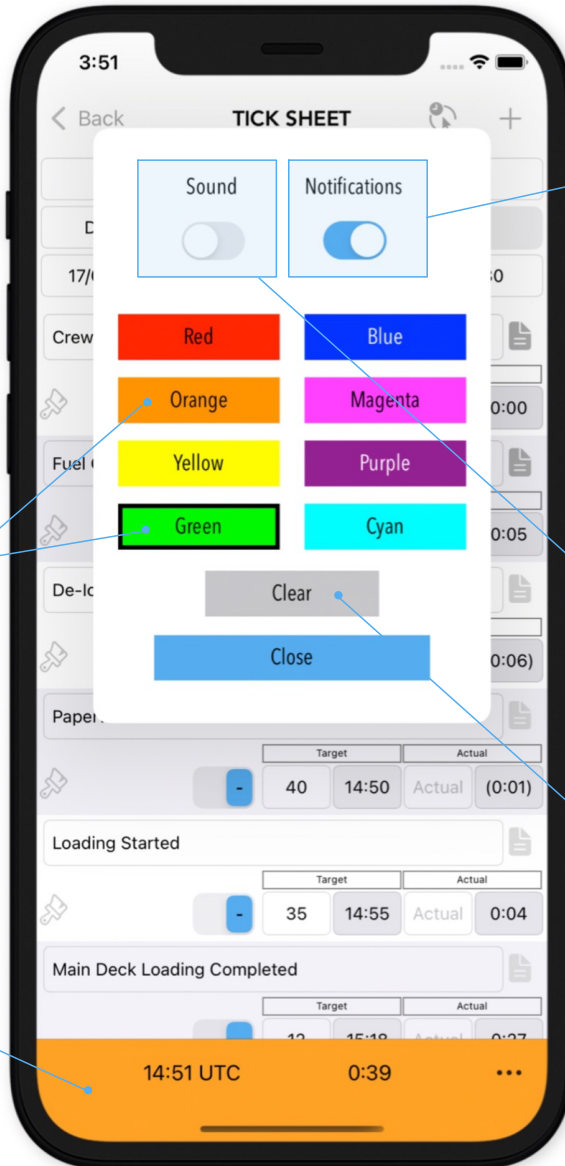 3:51
Back TICK SHEET
Sound Notifications
17/
Crew
Red Blue
Orange Magenta 0:00
Fuel
Yellow Purple
Green Cyan 0:05
De-
Clear
0:06)
Close
Paper
Target Actual
- 40 14:50 Actual (0:01)
Loading Started
Target Actual
- 35 14:55 Actual 0:04
Main Deck Loading Completed
Target Actual
14:51 UTC 0:39 •••